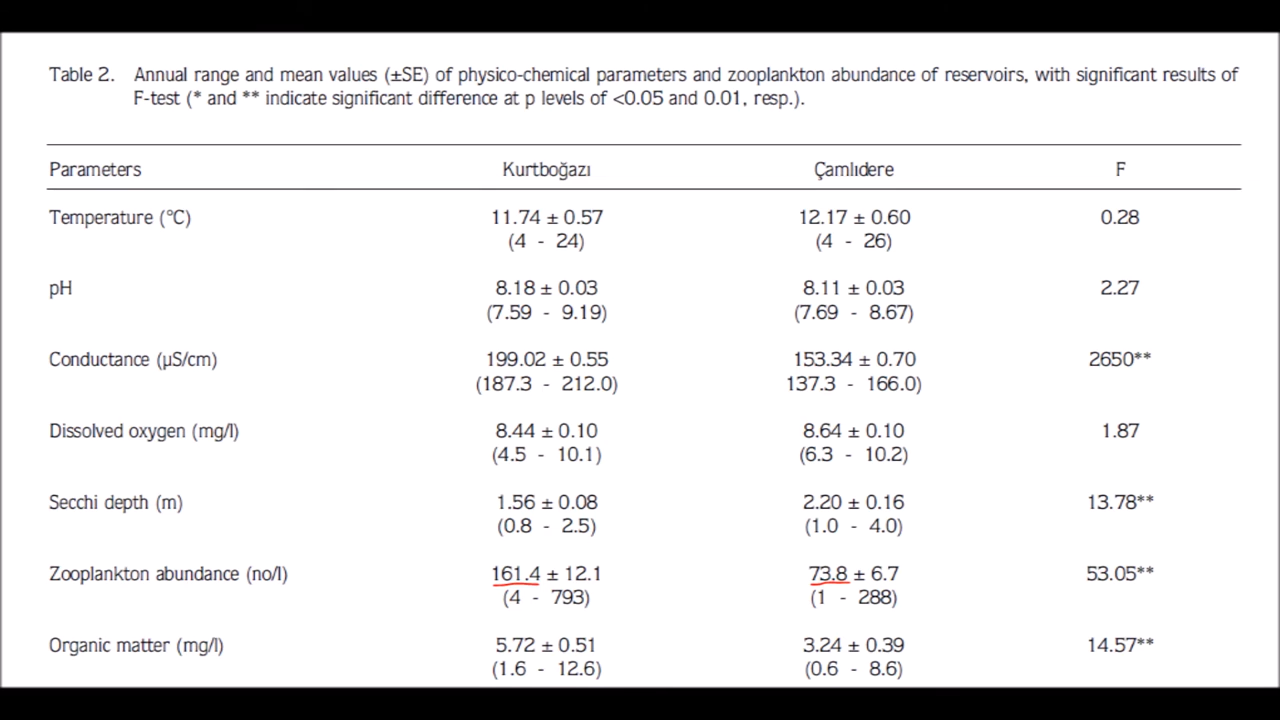 Table 2. Annual range and mean values (±SE) of physico-chemical parameters and zooplankton abundance of reservoirs, with significant results of
F-test (* and ** indicate significant difference at p levels of <0.05 and 0.01, resp.).
Parameters Kurtboğazı Çamlıdere F
Temperature (°C) 11.74 ± 0.57 12.17 ± 0.60 0.28
(4 - 24) (4 - 26)
pH 8.18 ± 0.03 8.11 ± 0.03 2.27
(7.59 - 9.19) (7.69 - 8.67)
Conductance (µS/cm) 199.02 ± 0.55 153.34 ± 0.70 2650**
(187.3 - 212.0) 137.3 - 166.0)
Dissolved oxygen (mg/l) 8.44 ± 0.10 8.64 ± 0.10 1.87
(4.5 - 10.1) (6.3 - 10.2)
Secchi depth (m) 1.56 ± 0.08 2.20 ± 0.16 13.78**
(0.8 - 2.5) (1.0 - 4.0)
Zooplankton abundance (no/l) 161.4 ± 12.1 73.8 ± 6.7 53.05**
(4 - 793) (1 - 288)
Organic matter (mg/l) 5.72 ± 0.51 3.24 ± 0.39 14.57**
(1.6 - 12.6) (0.6 - 8.6)